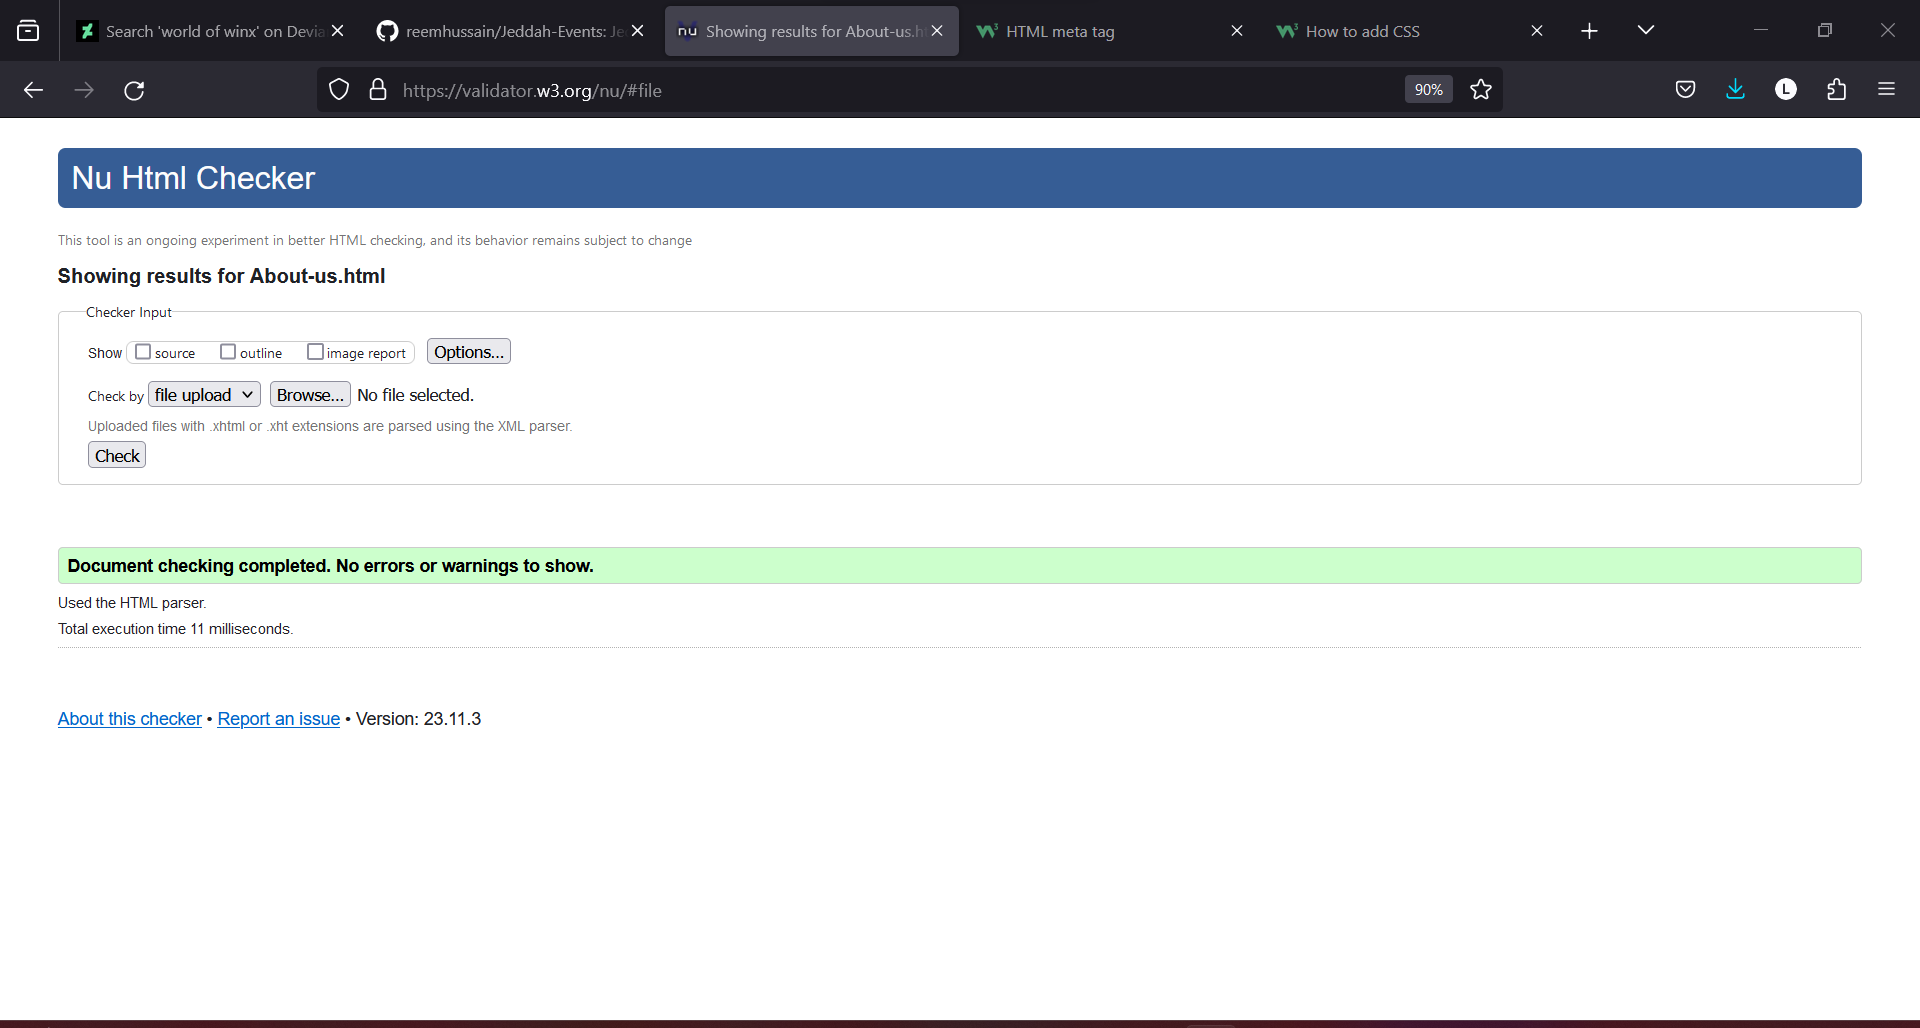 Search 'world of winx' on Devia
reemhussain/Jeddah-Events: Je
nu Showing results for About-us.h
W3 HTML meta tag
W3 How to add CSS
https://validator.w3.org/nu/#file
90%
L
Nu Html Checker
This tool is an ongoing experiment in better HTML checking, and its behavior remains subject to change
Showing results for About-us.html
Checker Input
Show source outline image report Options...
Check by file upload Browse... No file selected.
Uploaded files with .xhtml or .xht extensions are parsed using the XML parser.
Check
Document checking completed. No errors or warnings to show.
Used the HTML parser.
Total execution time 11 milliseconds.
About this checker • Report an issue • Version: 23.11.3